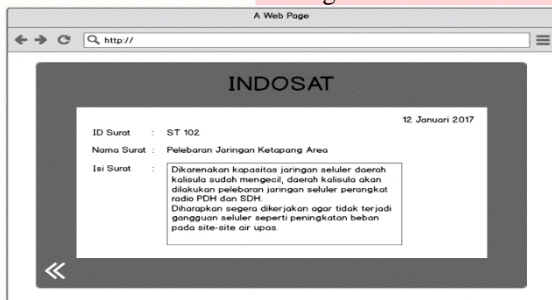 A Web Page
http://
INDOSAT
12 Januari 2017
ID Surat : ST 102
Nama Surat : Pelebaran Jaringan Ketapang Area
Isi Surat :
Dikarenakan kapasitas jaringan seluler daerah
kalisula sudah mengecil, daerah kalisula akan
dilakukan pelebaran jaringan seluler perangkat
radio PDH dan SDH.
Diharapkan segera dikerjakan agar tidak terjadi
gangguan seluler seperti peningkatan beban
pada site-site air upas.